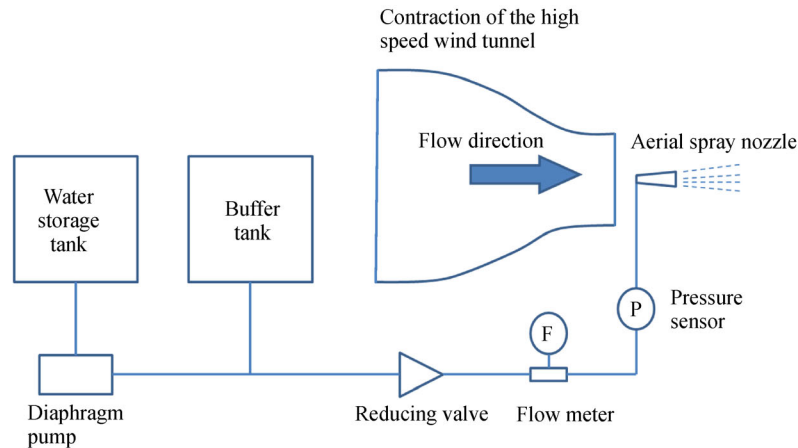 Contraction of the high
speed wind tunnel
Flow direction
Aerial spray nozzle
Water
storage
tank
Buffer
tank
P
Pressure
sensor
F
Diaphragm
pump
Reducing valve
Flow meter